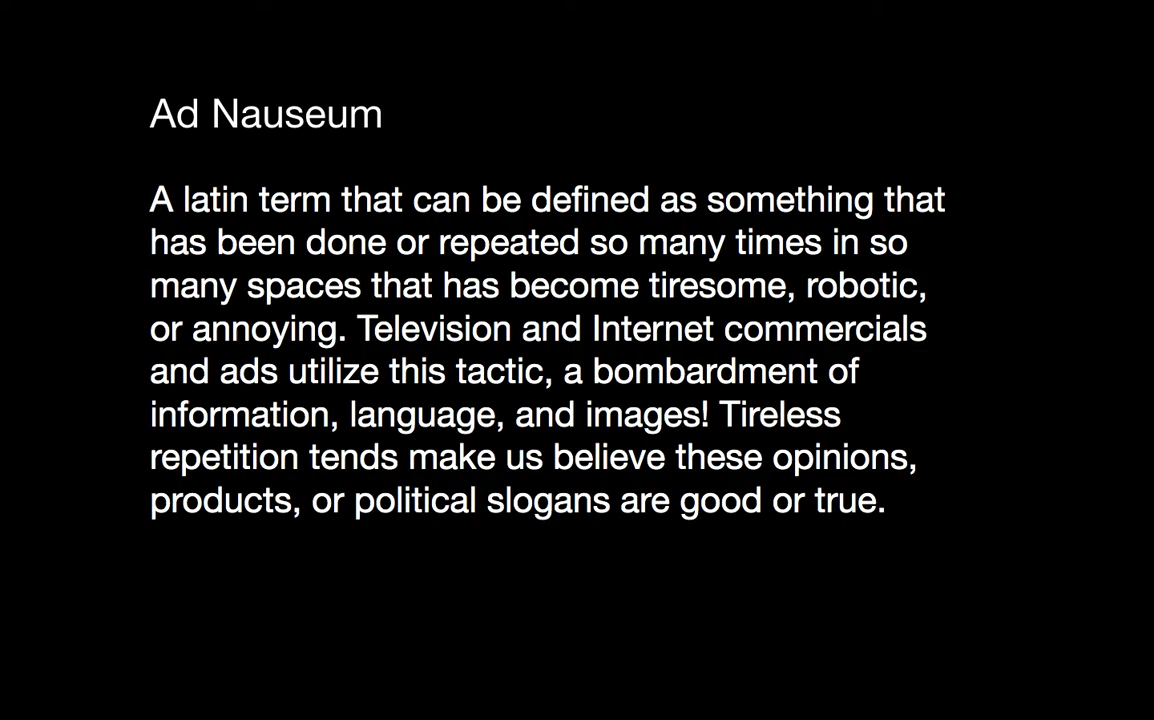 Ad Nauseum
A latin term that can be defined as something that
has been done or repeated so many times in so
many spaces that has become tiresome, robotic,
or annoying. Television and Internet commercials
and ads utilize this tactic, a bombardment of
information, language, and images! Tireless
repetition tends make us believe these opinions,
products, or political slogans are good or true.